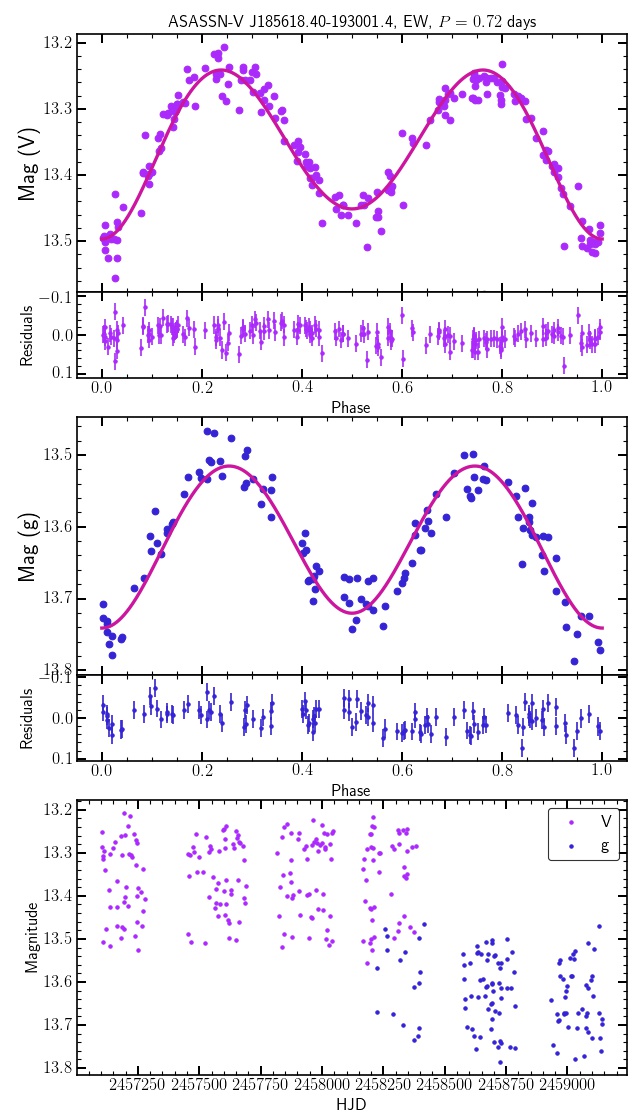 ASASSN-V J185618.40-193001.4, EW, P = 0.72 days
13.2
13.3
13.4
13.5
Mag (V)
−0.1
0.0
0.1
Residuals
0.0 0.2 0.4 0.6 0.8 1.0
Phase
13.5
13.6
13.7
13.8
Mag (g)
−0.1
0.0
0.1
Residuals
0.0 0.2 0.4 0.6 0.8 1.0
Phase
13.2
13.3
13.4
13.5
13.6
13.7
13.8
Magnitude
V
g
2457250 2457500 2457750 2458000 2458250 2458500 2458750 2459000
HJD